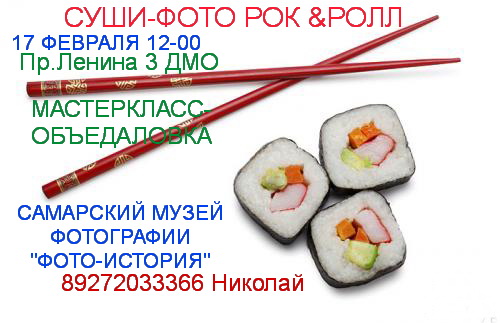 СУШИ-ФОТО РОК &РОЛЛ
17 ФЕВРАЛЯ 12-00
Пр.Ленина 3 ДМО
МАСТЕРКЛАСС-
ОБЪЕДАЛОВКА
САМАРСКИЙ МУЗЕЙ
ФОТОГРАФИИ
"ФОТО-ИСТОРИЯ"
89272033366 Николай